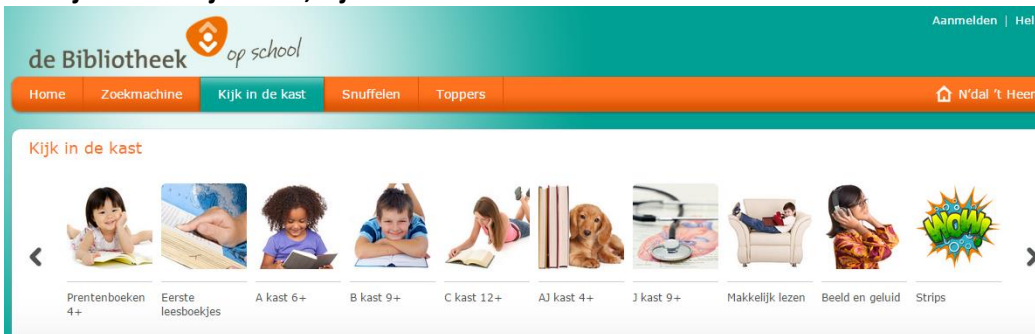 Aanmelden | Hel
de Bibliotheek op school
Home Zoekmachine Kijk in de kast Snuffelen Toppers N'dal 't Heer
Kijk in de kast
Prentenboeken 4+
Eerste leesboekjes
A kast 6+
B kast 9+
C kast 12+
AJ kast 4+
J kast 9+
Makkelijk lezen
Beeld en geluid
Strips
WOW!